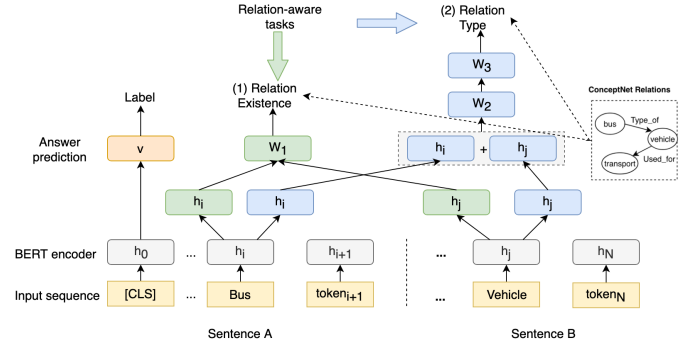 Relation-aware
tasks
(2) Relation
Type
W3
(1) Relation
Existence
W2
ConceptNet Relations
bus
Type_of
vehicle
Used_for
transport
Label
Answer
prediction
v
W1
hi + hj
hi
hi
hj
hj
BERT encoder
h0 ... hi hi+1 ... hj hN
Input sequence
[CLS] ... Bus tokeni+1 ... Vehicle tokenN
Sentence A
Sentence B